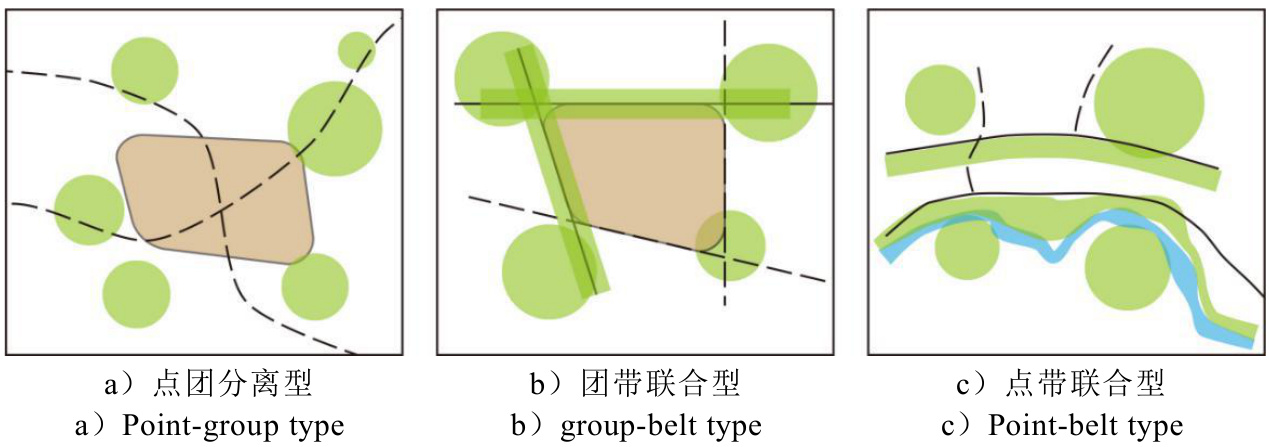 a）点团分离型
b）团带联合型
c）点带联合型
a）Point-group type
b）group-belt type
c）Point-belt type